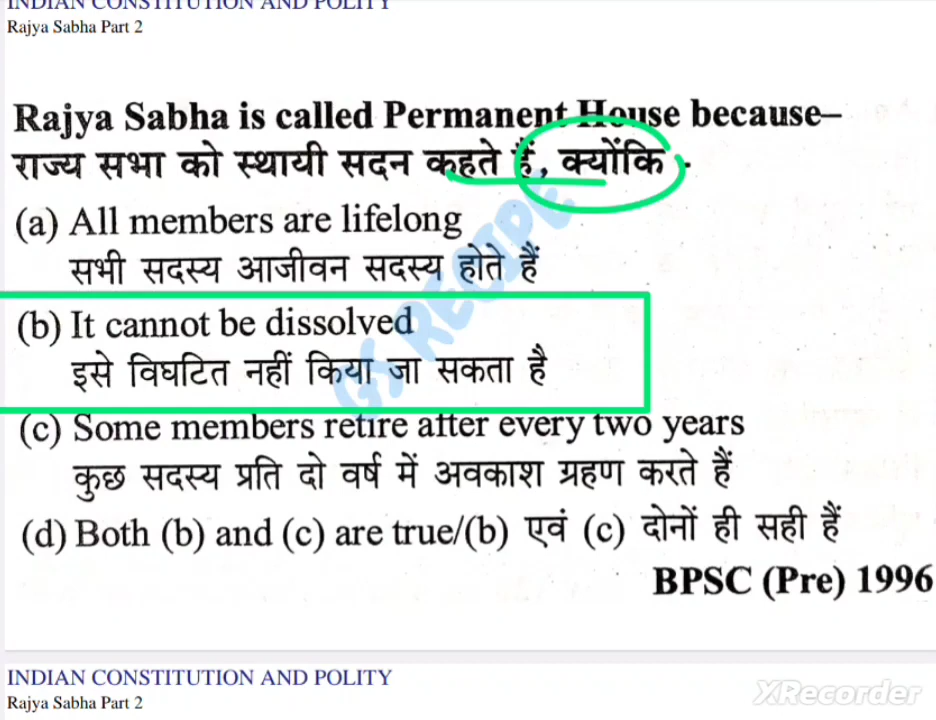 INDIAN CONSTITUTION AND POLITY
Rajya Sabha Part 2
Rajya Sabha is called Permanent House because–
राज्य सभा को स्थायी सदन कहते हैं, क्योंकि -
(a) All members are lifelong
सभी सदस्य आजीवन सदस्य होते हैं
(b) It cannot be dissolved
इसे विघटित नहीं किया जा सकता है
(c) Some members retire after every two years
कुछ सदस्य प्रति दो वर्ष में अवकाश ग्रहण करते हैं
(d) Both (b) and (c) are true/(b) एवं (c) दोनों ही सही हैं
BPSC (Pre) 1996
GS RECIPE
INDIAN CONSTITUTION AND POLITY
Rajya Sabha Part 2
XRecorder